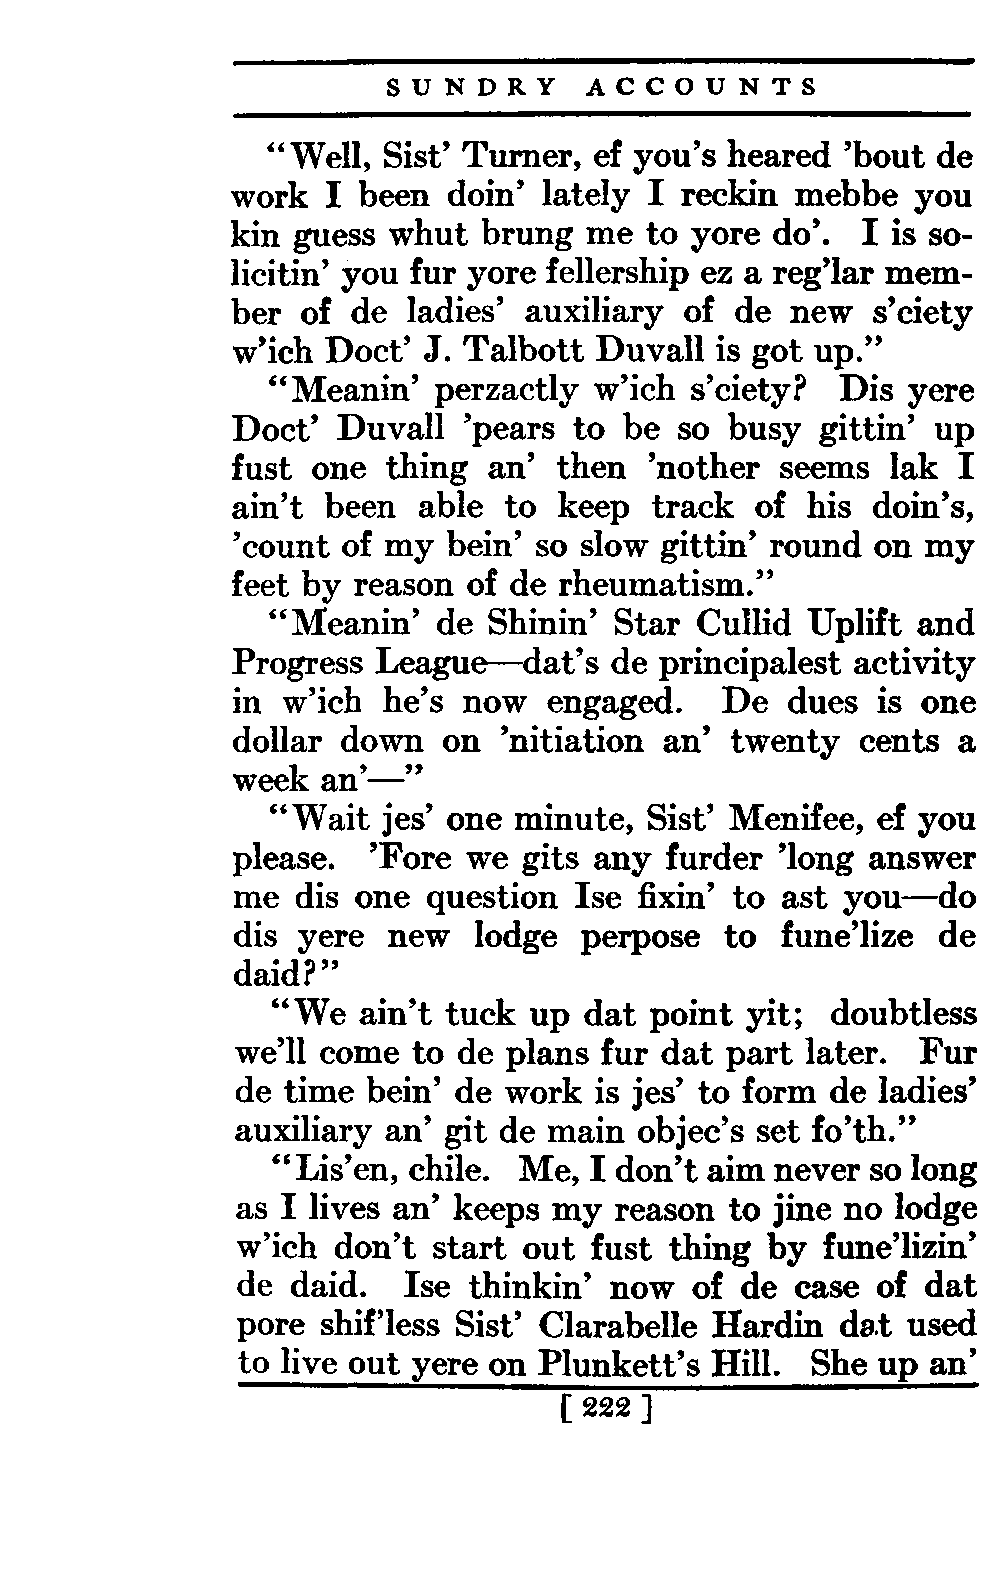 SUNDRY ACCOUNTS
“Well, Sist’ Turner, ef you’s heared ’bout de
work I been doin’ lately I reckin mebbe you
kin guess whut brung me to yore do’. I is so-
licitin’ you fur yore fellership ez a reg’lar mem-
ber of de ladies’ auxiliary of de new s’ciety
w’ich Doct’ J. Talbott Duvall is got up.”
“Meanin’ perzactly w’ich s’ciety? Dis yere
Doct’ Duvall ’pears to be so busy gittin’ up
fust one thing an’ then ’nother seems lak I
ain’t been able to keep track of his doin’s,
’count of my bein’ so slow gittin’ round on my
feet by reason of de rheumatism.”
“Meanin’ de Shinin’ Star Cullid Uplift and
Progress League—dat’s de principalest activity
in w’ich he’s now engaged. De dues is one
dollar down on ’nitiation an’ twenty cents a
week an’—”
“Wait jes’ one minute, Sist’ Menifee, ef you
please. ’Fore we gits any furder ’long answer
me dis one question Ise fixin’ to ast you—do
dis yere new lodge perpose to fune’lize de
daid?”
“We ain’t tuck up dat point yit; doubtless
we’ll come to de plans fur dat part later. Fur
de time bein’ de work is jes’ to form de ladies’
auxiliary an’ git de main objec’s set fo’th.”
“Lis’en, chile. Me, I don’t aim never so long
as I lives an’ keeps my reason to jine no lodge
w’ich don’t start out fust thing by fune’lizin’
de daid. Ise thinkin’ now of de case of dat
pore shif’less Sist’ Clarabelle Hardin dat used
to live out yere on Plunkett’s Hill. She up an’
[ 222 ]